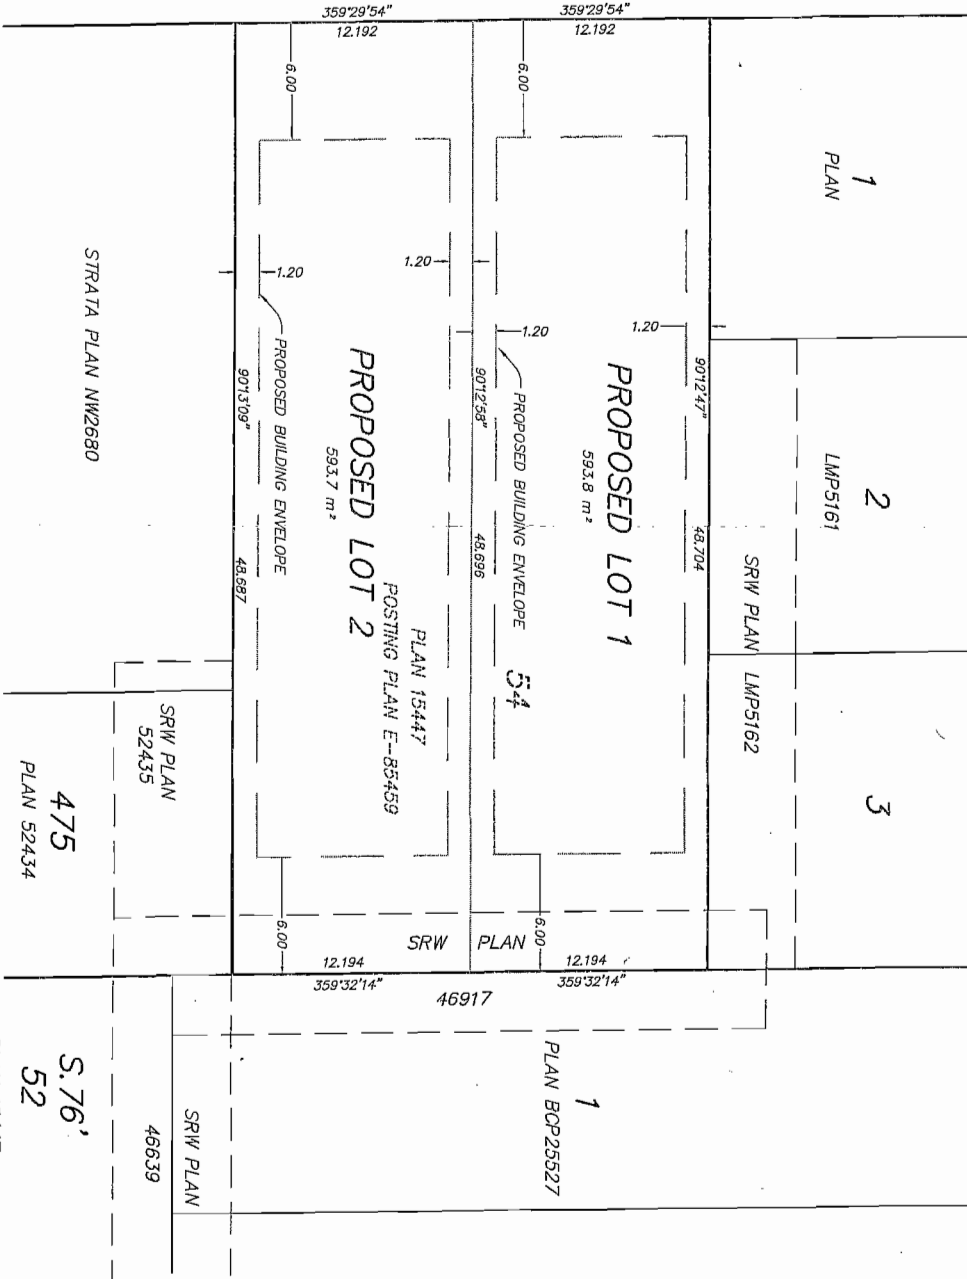 359°29'54"
12.192
359°29'54"
12.192
6.00
6.00
1
PLAN
1.20
1.20
1.20
1.20
STRATA PLAN NW2680
PROPOSED BUILDING ENVELOPE
90°13'09"
48.687
PROPOSED LOT 2
593.7 m²
PLAN 15447
POSTING PLAN E-85459
90°12'58"
48.696
PROPOSED BUILDING ENVELOPE
54
PROPOSED LOT 1
593.8 m²
90°12'47"
48.704
2
LMP5161
SRW PLAN LMP5162
3
SRW PLAN
52435
475
PLAN 52434
6.00
6.00
SRW PLAN
46917
12.194
359°32'14"
12.194
359°32'14"
1
PLAN BCP25527
S.76'
52
SRW PLAN
46639